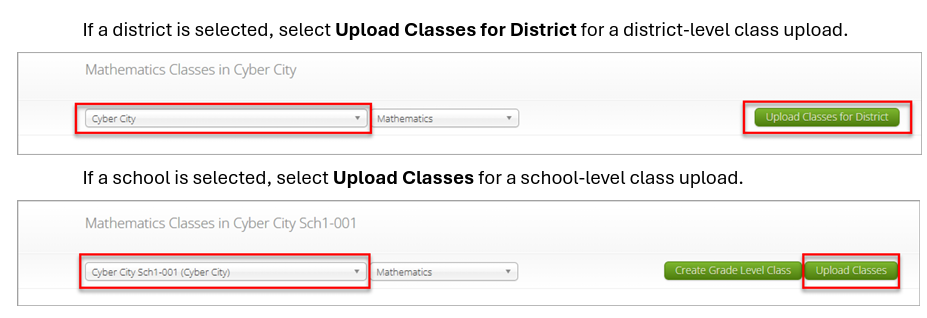 If a district is selected, select Upload Classes for District for a district-level class upload.
Mathematics Classes in Cyber City
Cyber City Mathematics Upload Classes for District
If a school is selected, select Upload Classes for a school-level class upload.
Mathematics Classes in Cyber City Sch1-001
Cyber City Sch1-001 (Cyber City) Mathematics Create Grade Level Class Upload Classes